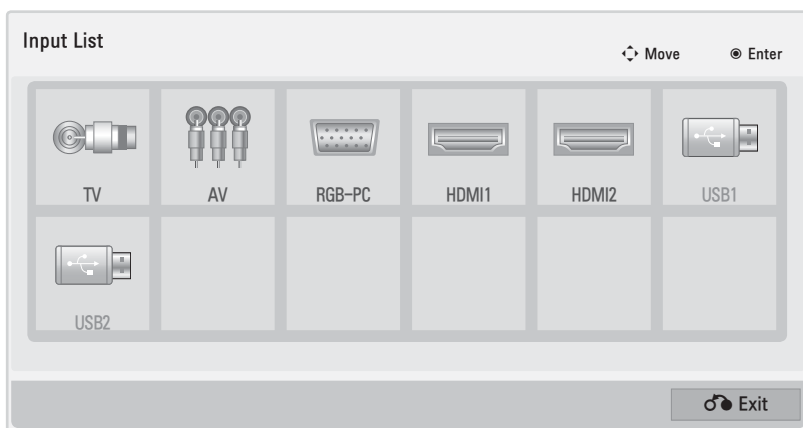 Input List
Move
Enter
TV
AV
RGB-PC
HDMI1
HDMI2
USB1
USB2
Exit